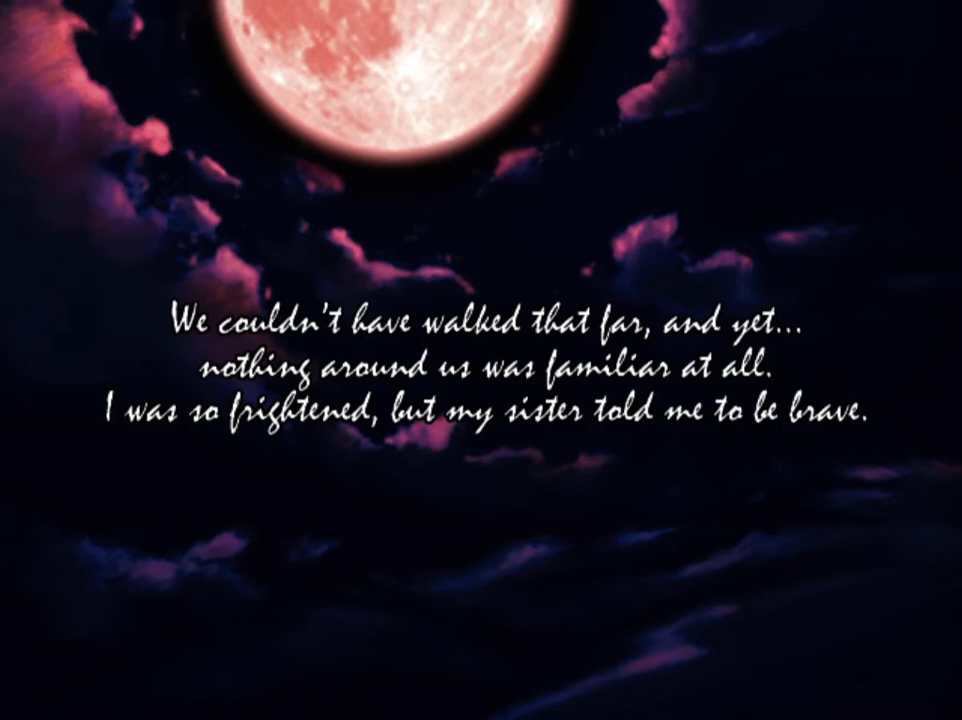 We couldn't have walked that far, and yet...
nothing around us was familiar at all.
I was so frightened, but my sister told me to be brave.